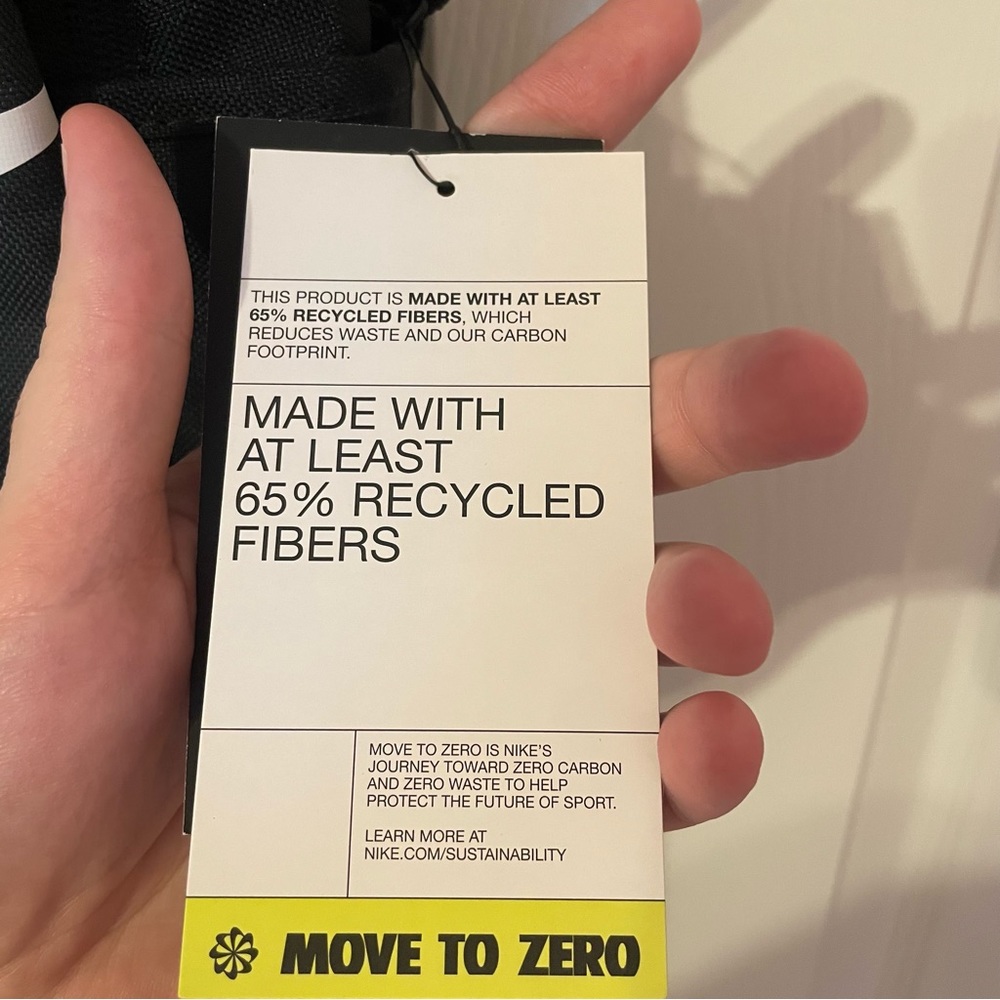 THIS PRODUCT IS MADE WITH AT LEAST
65% RECYCLED FIBERS, WHICH
REDUCES WASTE AND OUR CARBON
FOOTPRINT.
MADE WITH
AT LEAST
65% RECYCLED
FIBERS
MOVE TO ZERO IS NIKE'S
JOURNEY TOWARD ZERO CARBON
AND ZERO WASTE TO HELP
PROTECT THE FUTURE OF SPORT.
LEARN MORE AT
NIKE.COM/SUSTAINABILITY
MOVE TO ZERO